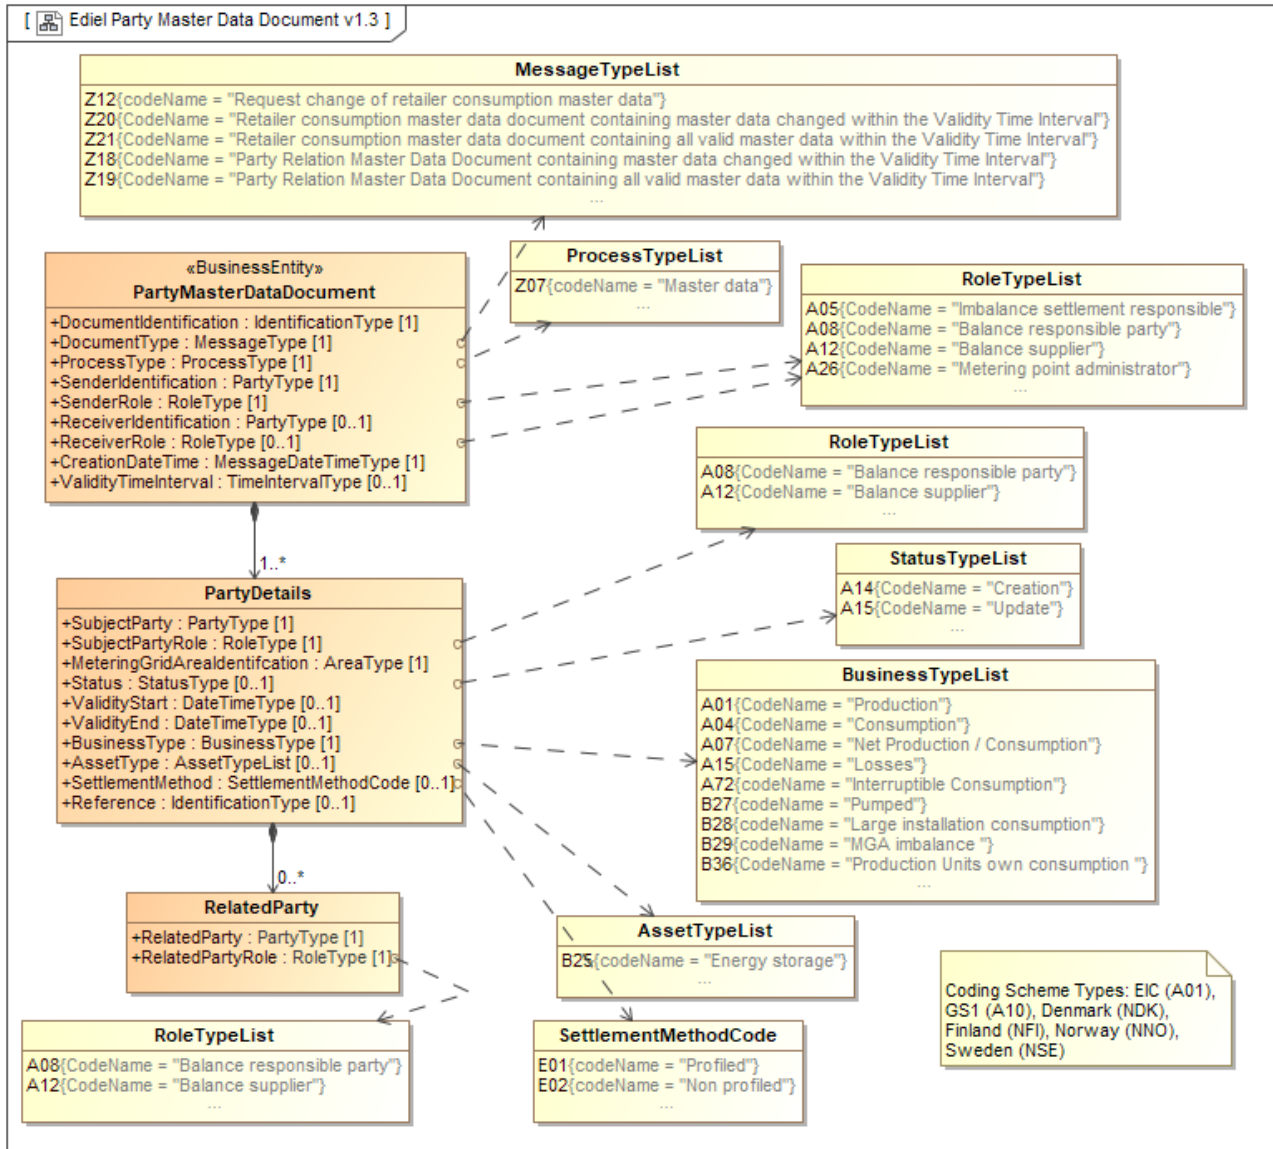 [ Ediel Party Master Data Document v1.3 ]
MessageTypeList
Z12{codeName = "Request change of retailer consumption master data"}
Z20{CodeName = "Retailer consumption master data document containing master data changed within the Validity Time Interval"}
Z21{CodeName = "Retailer consumption master data document containing all valid master data within the Validity Time Interval"}
Z18{CodeName = "Party Relation Master Data Document containing master data changed within the Validity Time Interval"}
Z19{CodeName = "Party Relation Master Data Document containing all valid master data within the Validity Time Interval"}
...
«BusinessEntity»
PartyMasterDataDocument
+DocumentIdentification : IdentificationType [1]
+DocumentType : MessageType [1]
+ProcessType : ProcessType [1]
+SenderIdentification : PartyType [1]
+SenderRole : RoleType [1]
+ReceiverIdentification : PartyType [0..1]
+ReceiverRole : RoleType [0..1]
+CreationDateTime : MessageDateTimeType [1]
+ValidityTimeInterval : TimeIntervalType [0..1]
ProcessTypeList
Z07{codeName = "Master data"}
...
RoleTypeList
A05{CodeName = "Imbalance settlement responsible"}
A08{CodeName = "Balance responsible party"}
A12{CodeName = "Balance supplier"}
A26{CodeName = "Metering point administrator"}
...
RoleTypeList
A08{CodeName = "Balance responsible party"}
A12{CodeName = "Balance supplier"}
...
1..*
PartyDetails
+SubjectParty : PartyType [1]
+SubjectPartyRole : RoleType [1]
+MeteringGridAreaIdentifcation : AreaType [1]
+Status : StatusType [0..1]
+ValidityStart : DateTimeType [0..1]
+ValidityEnd : DateTimeType [0..1]
+BusinessType : BusinessType [1]
+AssetType : AssetTypeList [0..1]
+SettlementMethod : SettlementMethodCode [0..1]
+Reference : IdentificationType [0..1]
StatusTypeList
A14{CodeName = "Creation"}
A15{CodeName = "Update"}
...
BusinessTypeList
A01{CodeName = "Production"}
A04{CodeName = "Consumption"}
A07{CodeName = "Net Production / Consumption"}
A15{CodeName = "Losses"}
A72{CodeName = "Interruptible Consumption"}
B27{codeName = "Pumped"}
B28{codeName = "Large installation consumption"}
B29{codeName = "MGA imbalance "}
B36{CodeName = "Production Units own consumption "}
...
0..*
RelatedParty
+RelatedParty : PartyType [1]
+RelatedPartyRole : RoleType [1]
AssetTypeList
B25{codeName = "Energy storage"}
...
RoleTypeList
A08{CodeName = "Balance responsible party"}
A12{CodeName = "Balance supplier"}
...
SettlementMethodCode
E01{codeName = "Profiled"}
E02{codeName = "Non profiled"}
...
Coding Scheme Types: EIC (A01),
GS1 (A10), Denmark (NDK),
Finland (NFI), Norway (NNO),
Sweden (NSE)